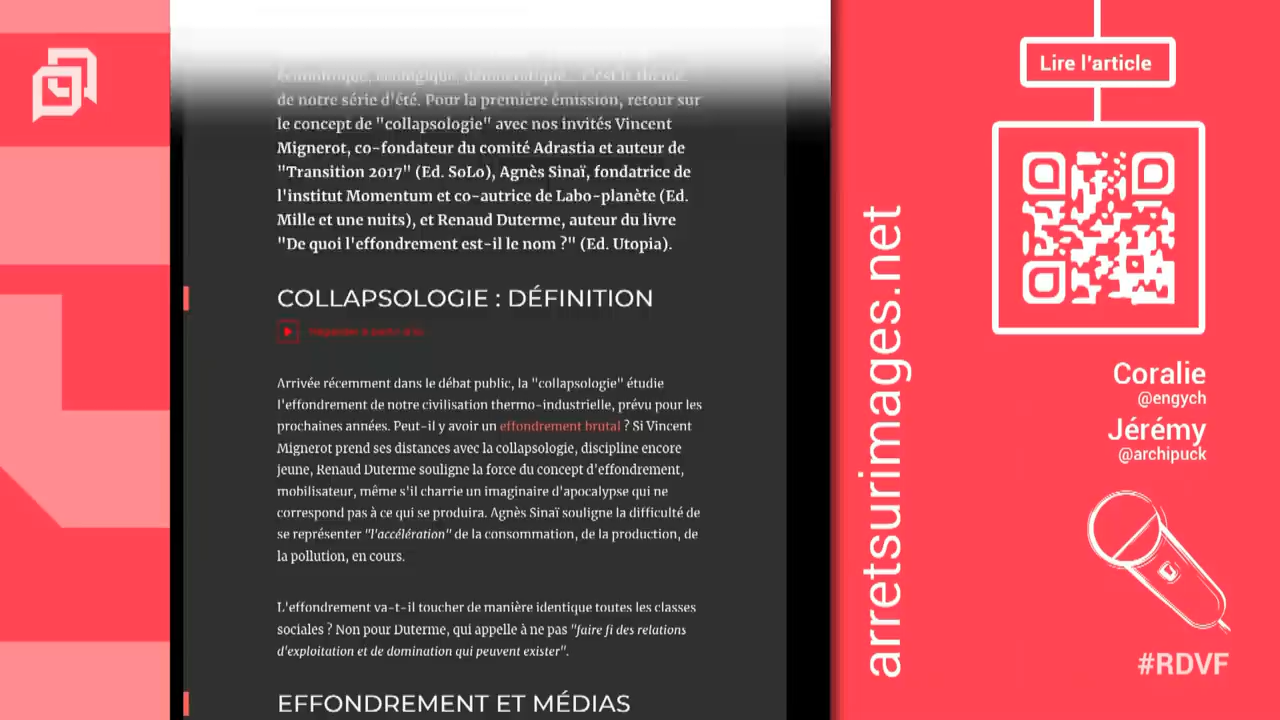 économique, écologique, démocratique... c'est le thème
de notre série d'été. Pour la première émission, retour sur
le concept de "collapsologie" avec nos invités Vincent
Mignerot, co-fondateur du comité Adrastia et auteur de
"Transition 2017" (Ed. SoLo), Agnès Sinaï, fondatrice de
l'institut Momentum et co-autrice de Labo-planète (Ed.
Mille et une nuits), et Renaud Duterme, auteur du livre
"De quoi l'effondrement est-il le nom ?" (Ed. Utopia).
COLLAPSOLOGIE : DÉFINITION
Regarder à partir d'ici
Arrivée récemment dans le débat public, la "collapsologie" étudie
l'effondrement de notre civilisation thermo-industrielle, prévu pour les
prochaines années. Peut-il y avoir un effondrement brutal ? Si Vincent
Mignerot prend ses distances avec la collapsologie, discipline encore
jeune, Renaud Duterme souligne la force du concept d'effondrement,
mobilisateur, même s'il charrie un imaginaire d'apocalypse qui ne
correspond pas à ce qui se produira. Agnès Sinaï souligne la difficulté de
se représenter "l'accélération" de la consommation, de la production, de
la pollution, en cours.
L'effondrement va-t-il toucher de manière identique toutes les classes
sociales ? Non pour Duterme, qui appelle à ne pas "faire fi des relations
d'exploitation et de domination qui peuvent exister".
EFFONDREMENT ET MÉDIAS
arretsurimages.net
Lire l'article
Coralie
@engych
Jérémy
@archipuck
#RDVF